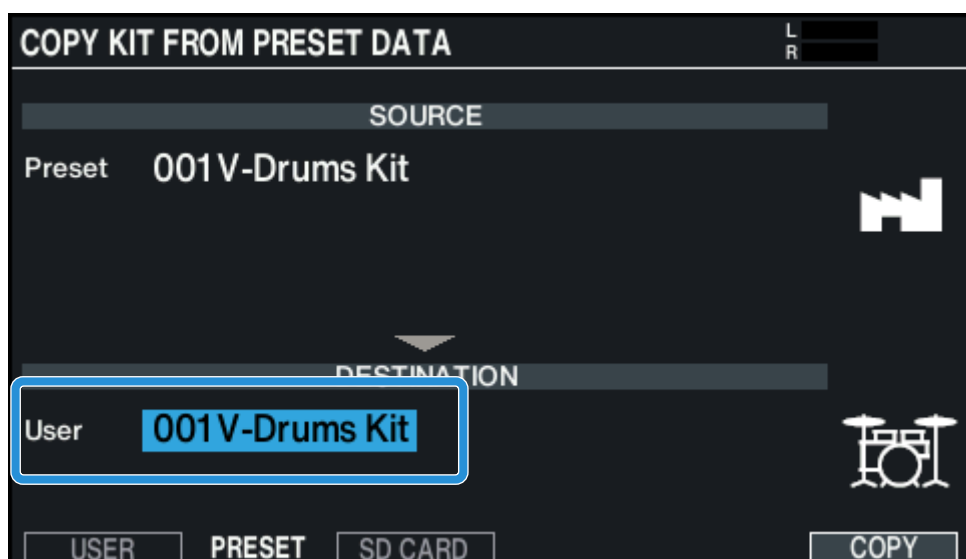 COPY KIT FROM PRESET DATA L
R
SOURCE
Preset 001 V-Drums Kit
DESTINATION
User 001 V-Drums Kit
USER PRESET SD CARD COPY